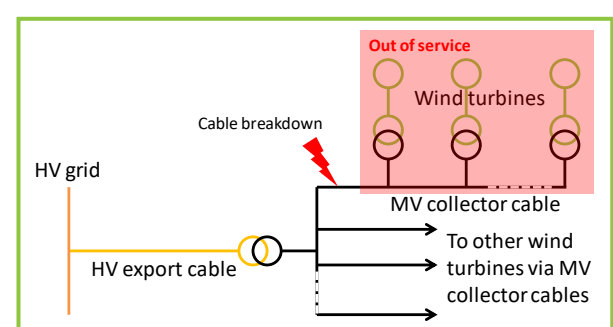 Out of service
Wind turbines
Cable breakdown
HV grid
MV collector cable
HV export cable
To other wind
turbines via MV
collector cables